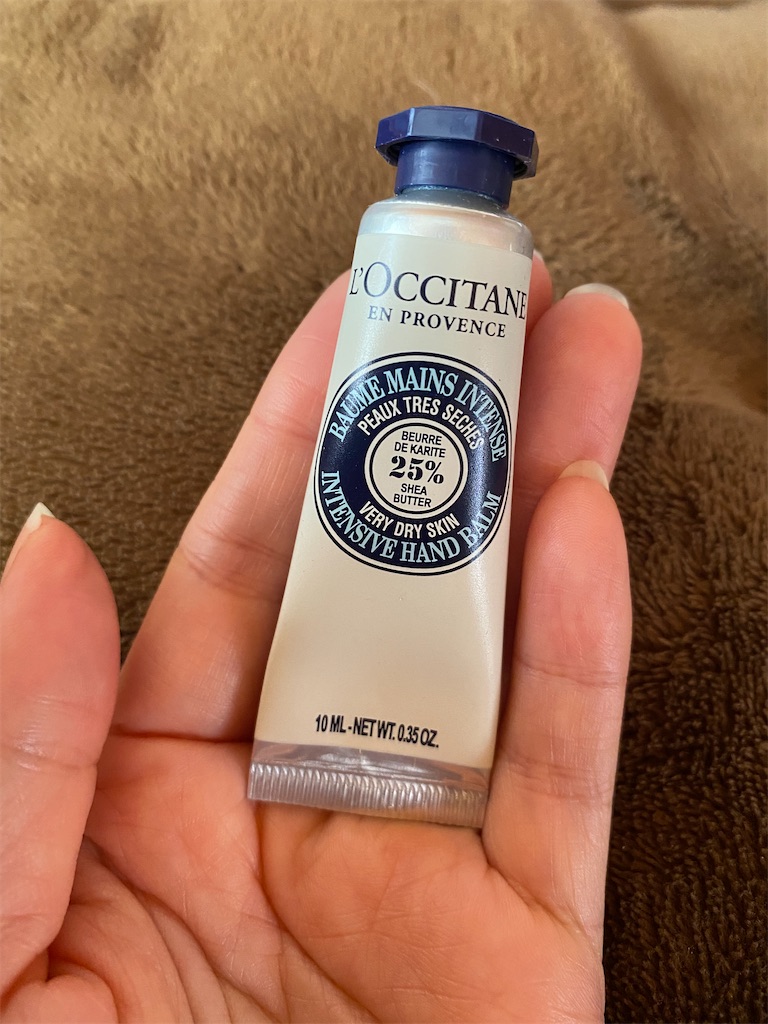 L'OCCITANE
EN PROVENCE
BAUME MAINS INTENSE
PEAUX TRES SECHES
BEURRE
DE KARITE
25%
SHEA
BUTTER
VERY DRY SKIN
INTENSIVE HAND BALM
10 ML - NET WT. 0.35 OZ.